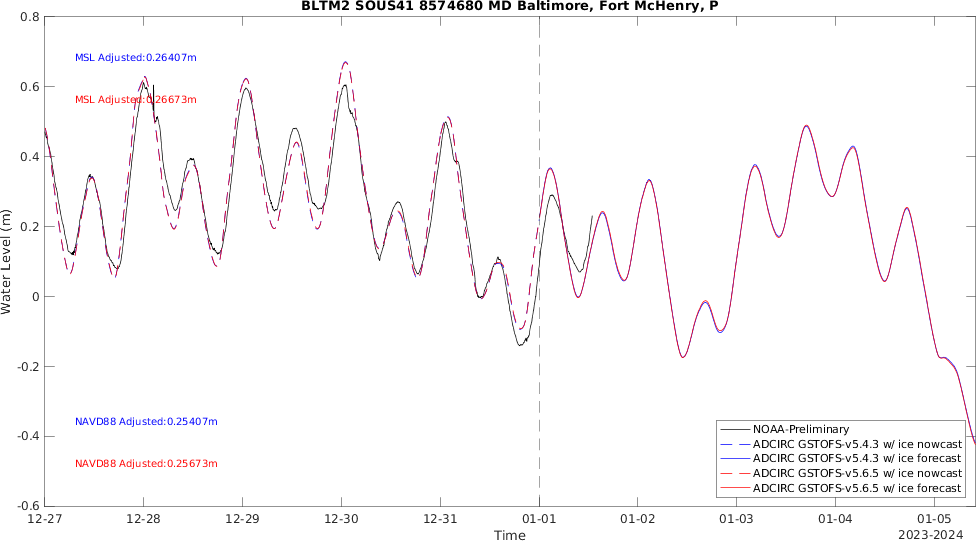 BLTM2 SOUS41 8574680 MD Baltimore, Fort McHenry, P
Water Level (m)
0.8
0.6
0.4
0.2
0
-0.2
-0.4
-0.6
MSL Adjusted:0.26407m
MSL Adjusted:0.26673m
NAVD88 Adjusted:0.25407m
NAVD88 Adjusted:0.25673m
NOAA-Preliminary
ADCIRC GSTOFS-v5.4.3 w/ ice nowcast
ADCIRC GSTOFS-v5.4.3 w/ ice forecast
ADCIRC GSTOFS-v5.6.5 w/ ice nowcast
ADCIRC GSTOFS-v5.6.5 w/ ice forecast
12-27 12-28 12-29 12-30 12-31 01-01 01-02 01-03 01-04 01-05
Time
2023-2024